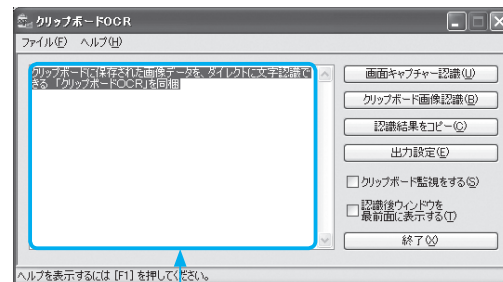 クリップボードOCR
ファイル(F) ヘルプ(H)
クリップボードに保存された画像データを、ダイレクトに文字認識で
きる「クリップボードOCR」を同梱
画面キャプチャー認識(U)
クリップボード画像認識(B)
認識結果をコピー(C)
出力設定(E)
クリップボード監視をする(S)
認識後ウィンドウを
最前面に表示する(T)
終了(X)
ヘルプを表示するには [F1] を押してください。